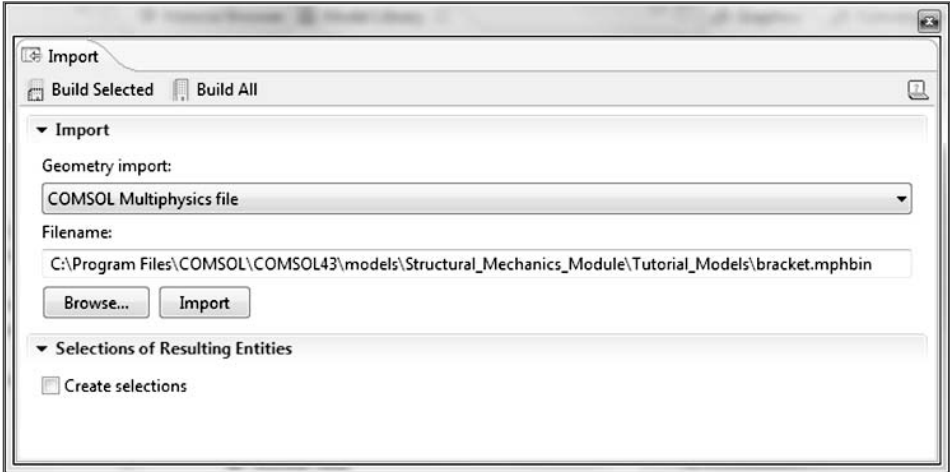 Import
Build Selected Build All
Import
Geometry import:
COMSOL Multiphysics file
Filename:
C:\Program Files\COMSOL\COMSOL43\models\Structural_Mechanics_Module\Tutorial_Models\bracket.mphbin
Browse... Import
Selections of Resulting Entities
Create selections